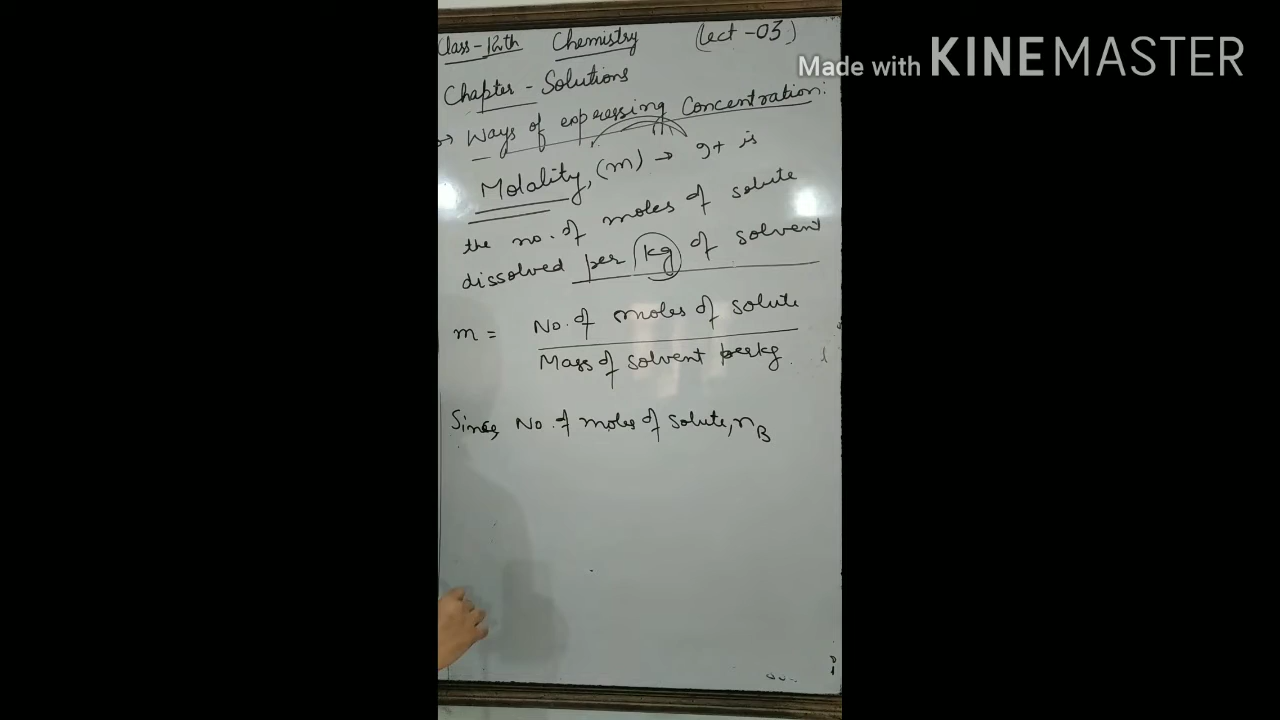 Class-12th Chemistry (Lect-03)
Made with KINEMASTER
Chapter - Solutions
→ Ways of expressing Concentration:
Molality, (m) → It is
the no. of moles of solute
dissolved per kg of solvent
m = No. of moles of solute
Mass of solvent per kg
Since, No. of moles of solute, nB